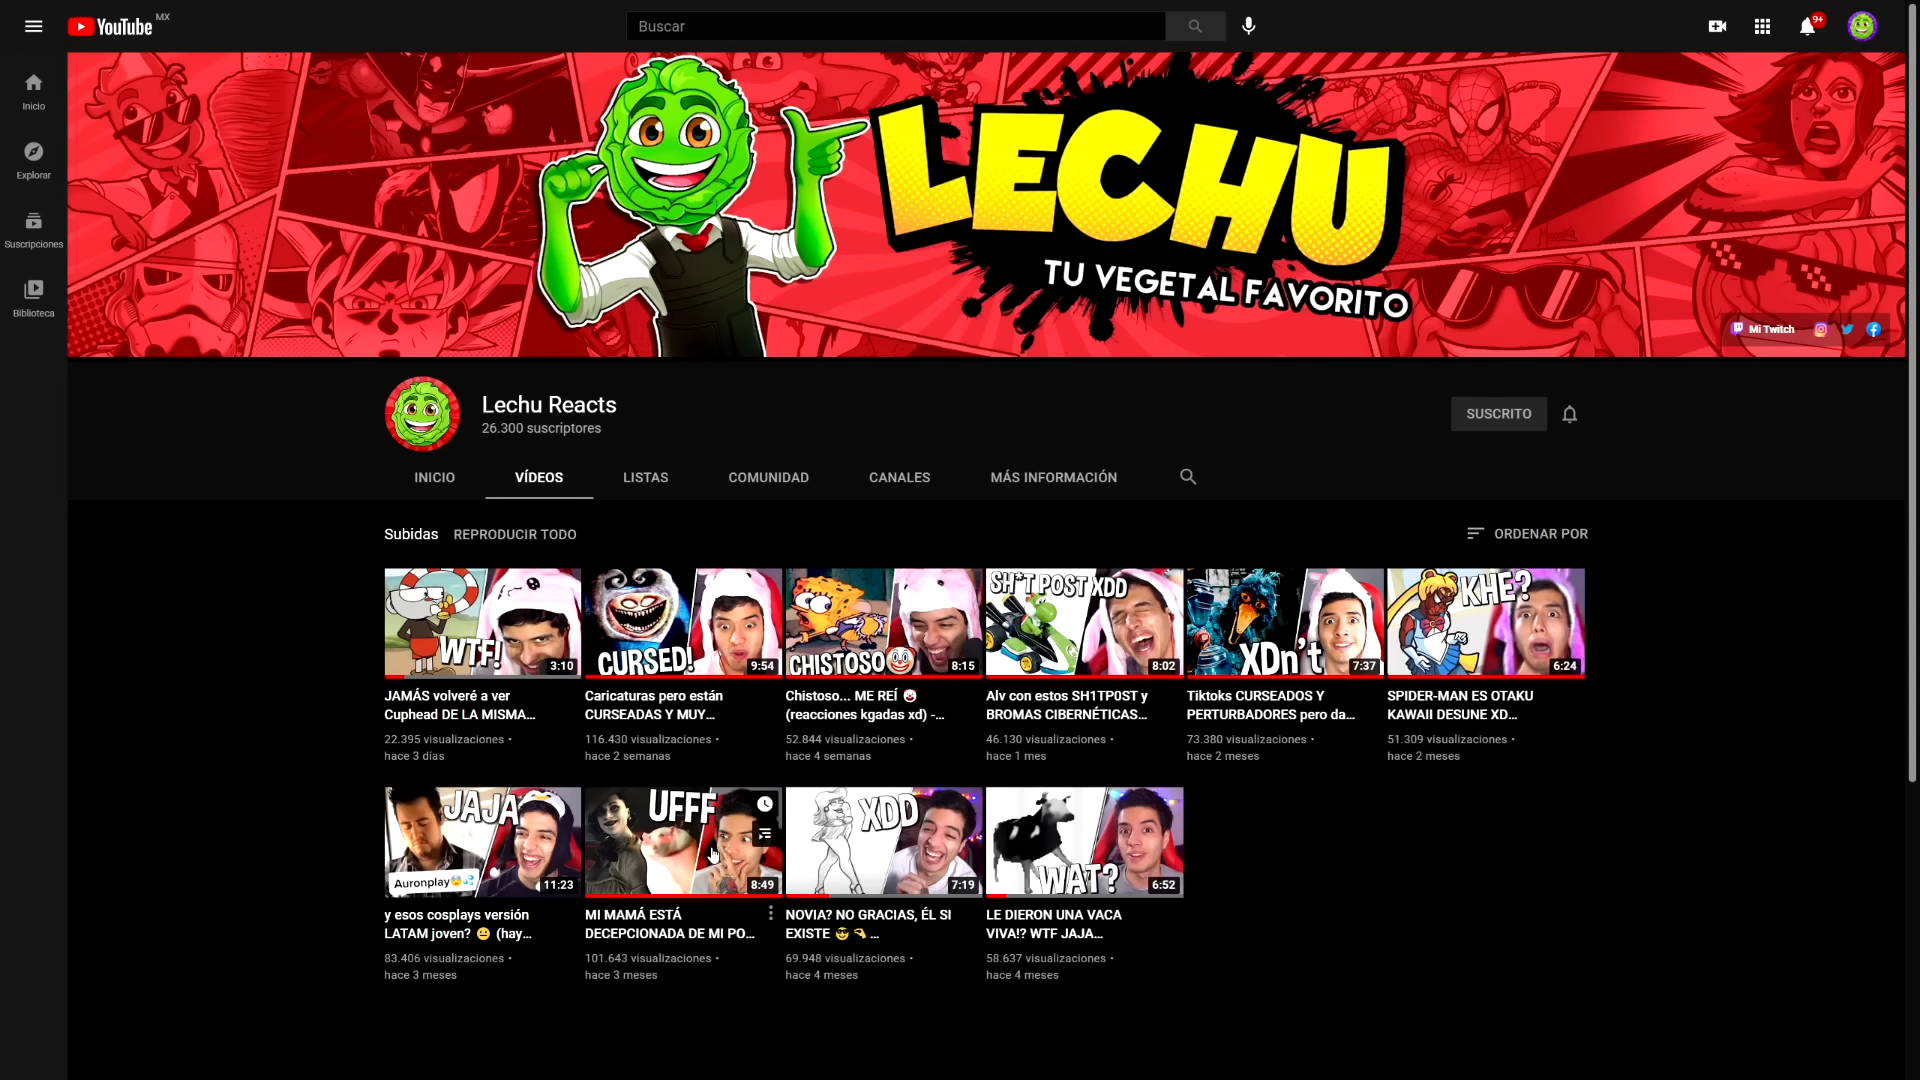 YouTube MX
Buscar
9+
Inicio
Explorar
Suscripciones
Biblioteca
LECHU
TU VEGETAL FAVORITO
Mi Twitch
Lechu Reacts
26.300 suscriptores
SUSCRITO
INICIO
VÍDEOS
LISTAS
COMUNIDAD
CANALES
MÁS INFORMACIÓN
Subidas
REPRODUCIR TODO
ORDENAR POR
WTF!
3:10
CURSED!
9:54
CHISTOSO🤡
8:15
SH*T POST XDD
8:02
XDn't
7:37
KHE?
6:24
JAMÁS volveré a ver
Cuphead DE LA MISMA...
22.395 visualizaciones •
hace 3 días
Caricaturas pero están
CURSEADAS Y MUY...
116.430 visualizaciones •
hace 2 semanas
Chistoso... ME REÍ 🤡
(reacciones kgadas xd) -...
52.844 visualizaciones •
hace 4 semanas
Alv con estos SH1TP0ST y
BROMAS CIBERNÉTICAS...
46.130 visualizaciones •
hace 1 mes
Tiktoks CURSEADOS Y
PERTURBADORES pero da...
73.380 visualizaciones •
hace 2 meses
SPIDER-MAN ES OTAKU
KAWAII DESUNE XD...
51.309 visualizaciones •
hace 2 meses
JAJA
Auronplay😰💦
11:23
UFFF
8:49
XDD
7:19
WAT?
6:52
y esos cosplays versión
LATAM joven? 😐 (hay...
83.406 visualizaciones •
hace 3 meses
MI MAMÁ ESTÁ
DECEPCIONADA DE MI PO...
101.643 visualizaciones •
hace 3 meses
NOVIA? NO GRACIAS, ÉL SI
EXISTE 😎 🤜 ...
69.948 visualizaciones •
hace 4 meses
LE DIERON UNA VACA
VIVA!? WTF JAJA...
58.637 visualizaciones •
hace 4 meses